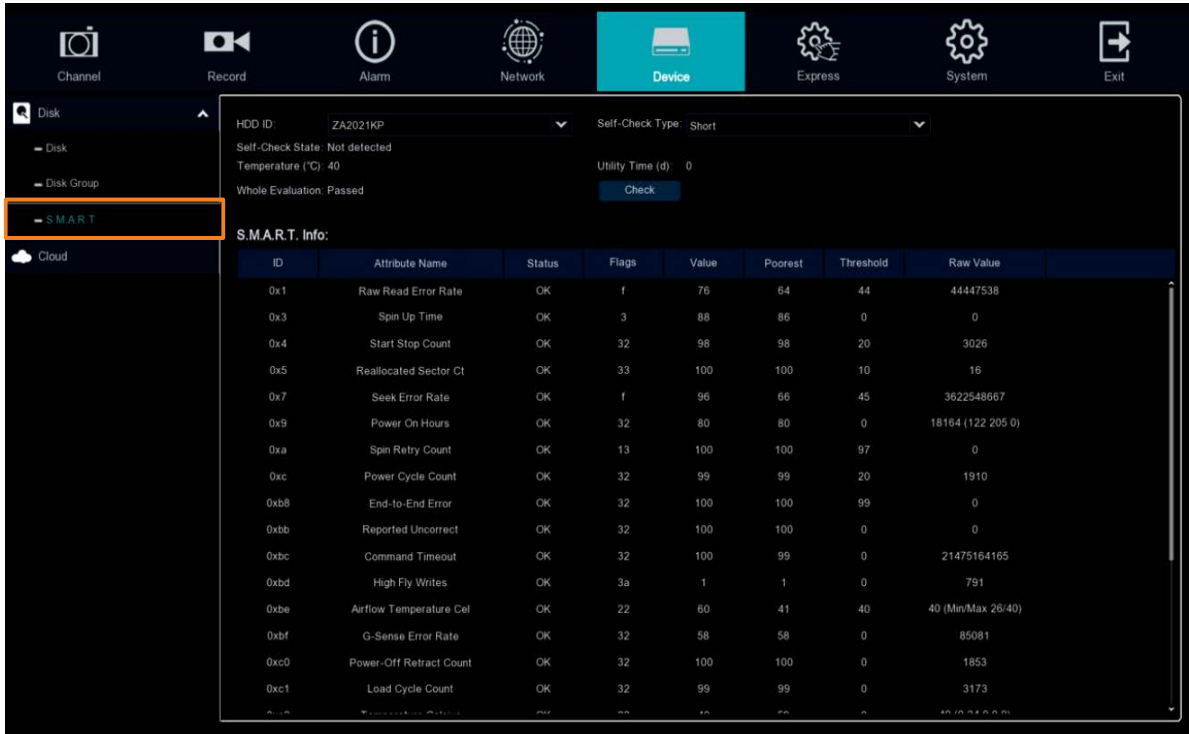 Channel Record Alarm Network Device Express System Exit
Disk
Disk
Disk Group
S.M.A.R.T
Cloud
HDD ID: ZA2021KP Self-Check Type: Short
Self-Check State: Not detected
Temperature (°C): 40 Utility Time (d): 0
Whole Evaluation: Passed Check
S.M.A.R.T. Info:
ID Attribute Name Status Flags Value Poorest Threshold Raw Value
0x1 Raw Read Error Rate OK f 76 64 44 44447538
0x3 Spin Up Time OK 3 88 86 0 0
0x4 Start Stop Count OK 32 98 98 20 3026
0x5 Reallocated Sector Ct OK 33 100 100 10 16
0x7 Seek Error Rate OK f 96 66 45 3622548667
0x9 Power On Hours OK 32 80 80 0 18164 (122 205 0)
0xa Spin Retry Count OK 13 100 100 97 0
0xc Power Cycle Count OK 32 99 99 20 1910
0xb8 End-to-End Error OK 32 100 100 99 0
0xbb Reported Uncorrect OK 32 100 100 0 0
0xbc Command Timeout OK 32 100 99 0 21475164165
0xbd High Fly Writes OK 3a 1 1 0 791
0xbe Airflow Temperature Cel OK 22 60 41 40 40 (Min/Max 26/40)
0xbf G-Sense Error Rate OK 32 58 58 0 85081
0xc0 Power-Off Retract Count OK 32 100 100 0 1853
0xc1 Load Cycle Count OK 32 99 99 0 3173